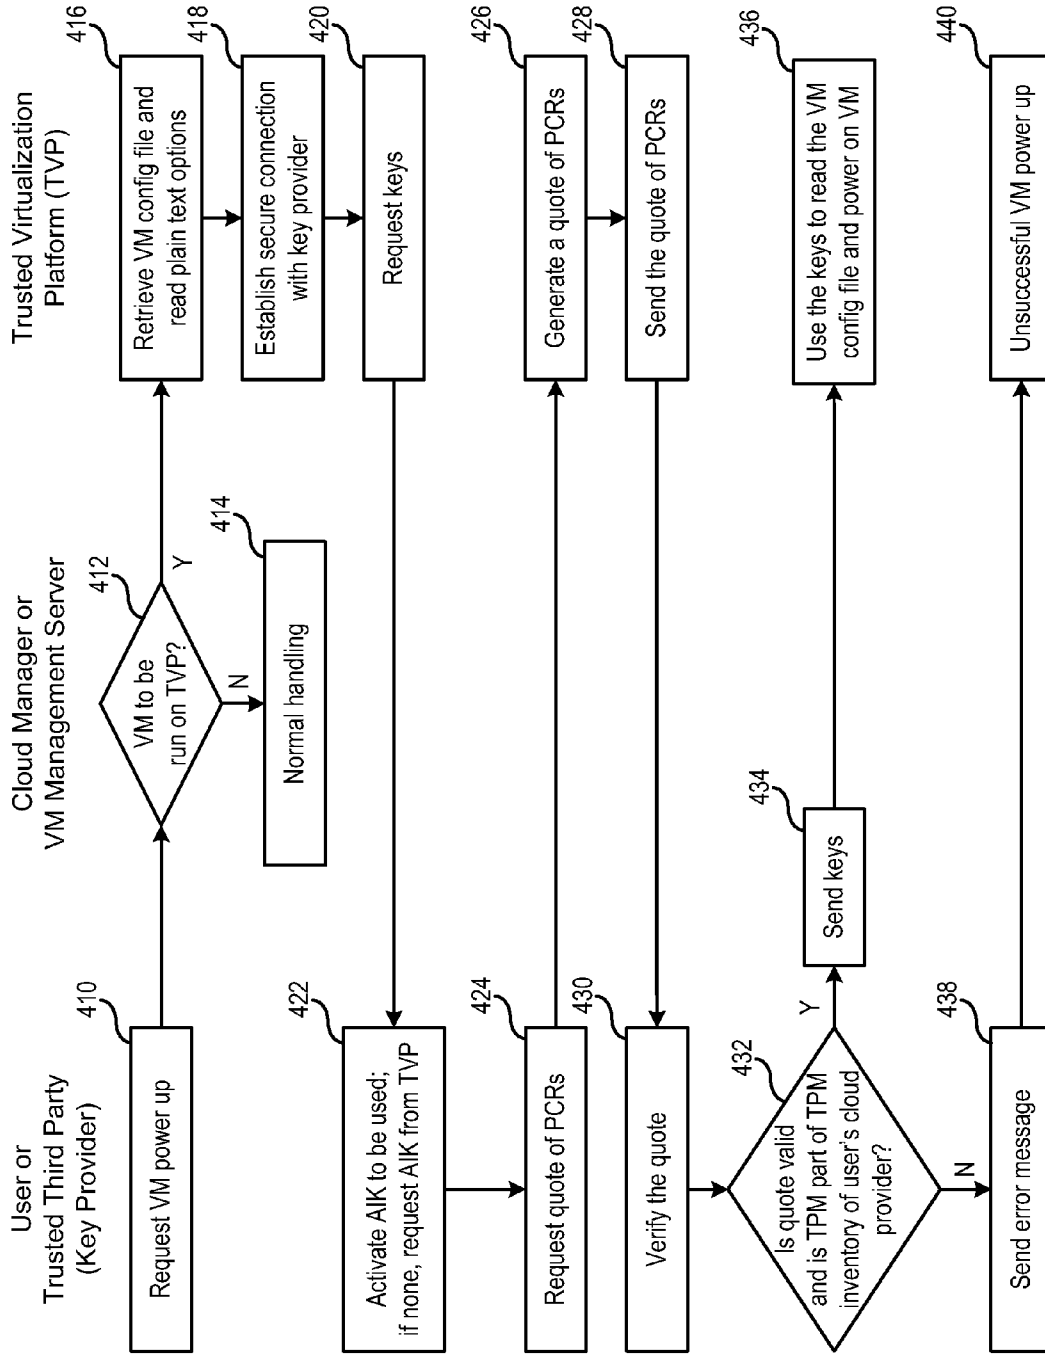 User or
Trusted Third Party
(Key Provider)
Cloud Manager or
VM Management Server
Trusted Virtualization
Platform (TVP)
410
Request VM power up
412
VM to be
run on TVP?
Y
N
414
Normal handling
416
Retrieve VM config file and
read plain text options
418
Establish secure connection
with key provider
420
Request keys
422
Activate AIK to be used;
if none, request AIK from TVP
424
Request quote of PCRs
426
Generate a quote of PCRs
428
Send the quote of PCRs
430
Verify the quote
432
Is quote valid
and is TPM part of TPM
inventory of user's cloud
provider?
Y
N
434
Send keys
436
Use the keys to read the VM
config file and power on VM
438
Send error message
440
Unsuccessful VM power up